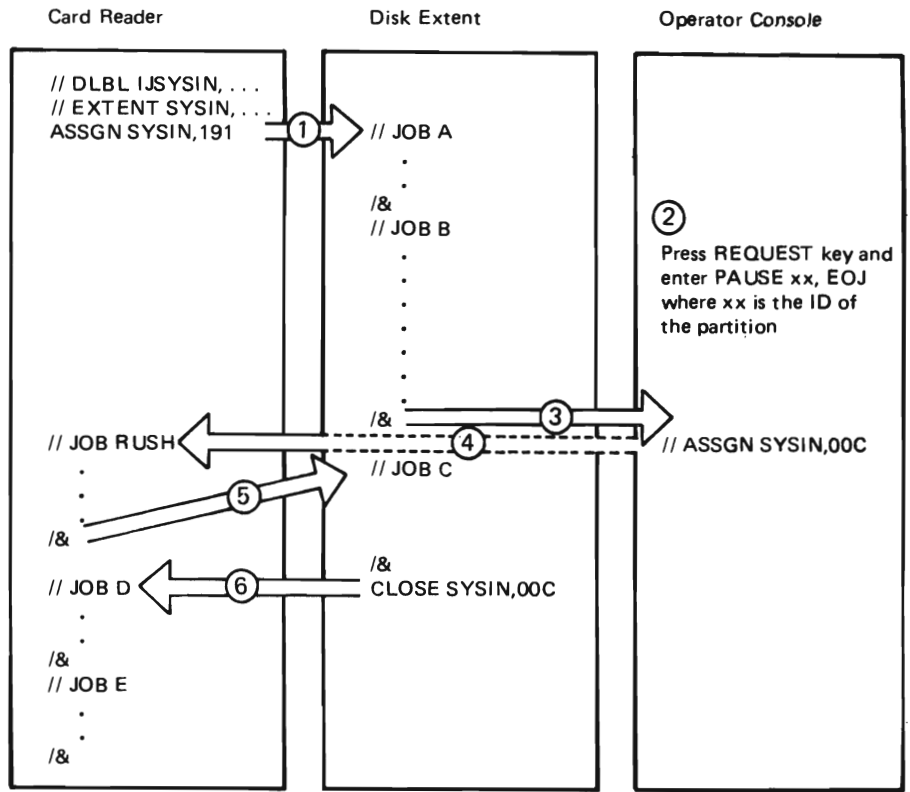 Card Reader
Disk Extent
Operator Console
// DLBL IJSYSIN, . . .
// EXTENT SYSIN, . . .
ASSGN SYSIN,191
1
// JOB A
.
.
/&
// JOB B
.
.
.
.
.
.
.
/&
2
Press REQUEST key and
enter PAUSE xx, EOJ
where xx is the ID of
the partition
3
// JOB RUSH
4
// ASSGN SYSIN,00C
// JOB C
.
.
.
5
/&
/&
// JOB D
6
CLOSE SYSIN,00C
.
.
/&
// JOB E
.
.
/&